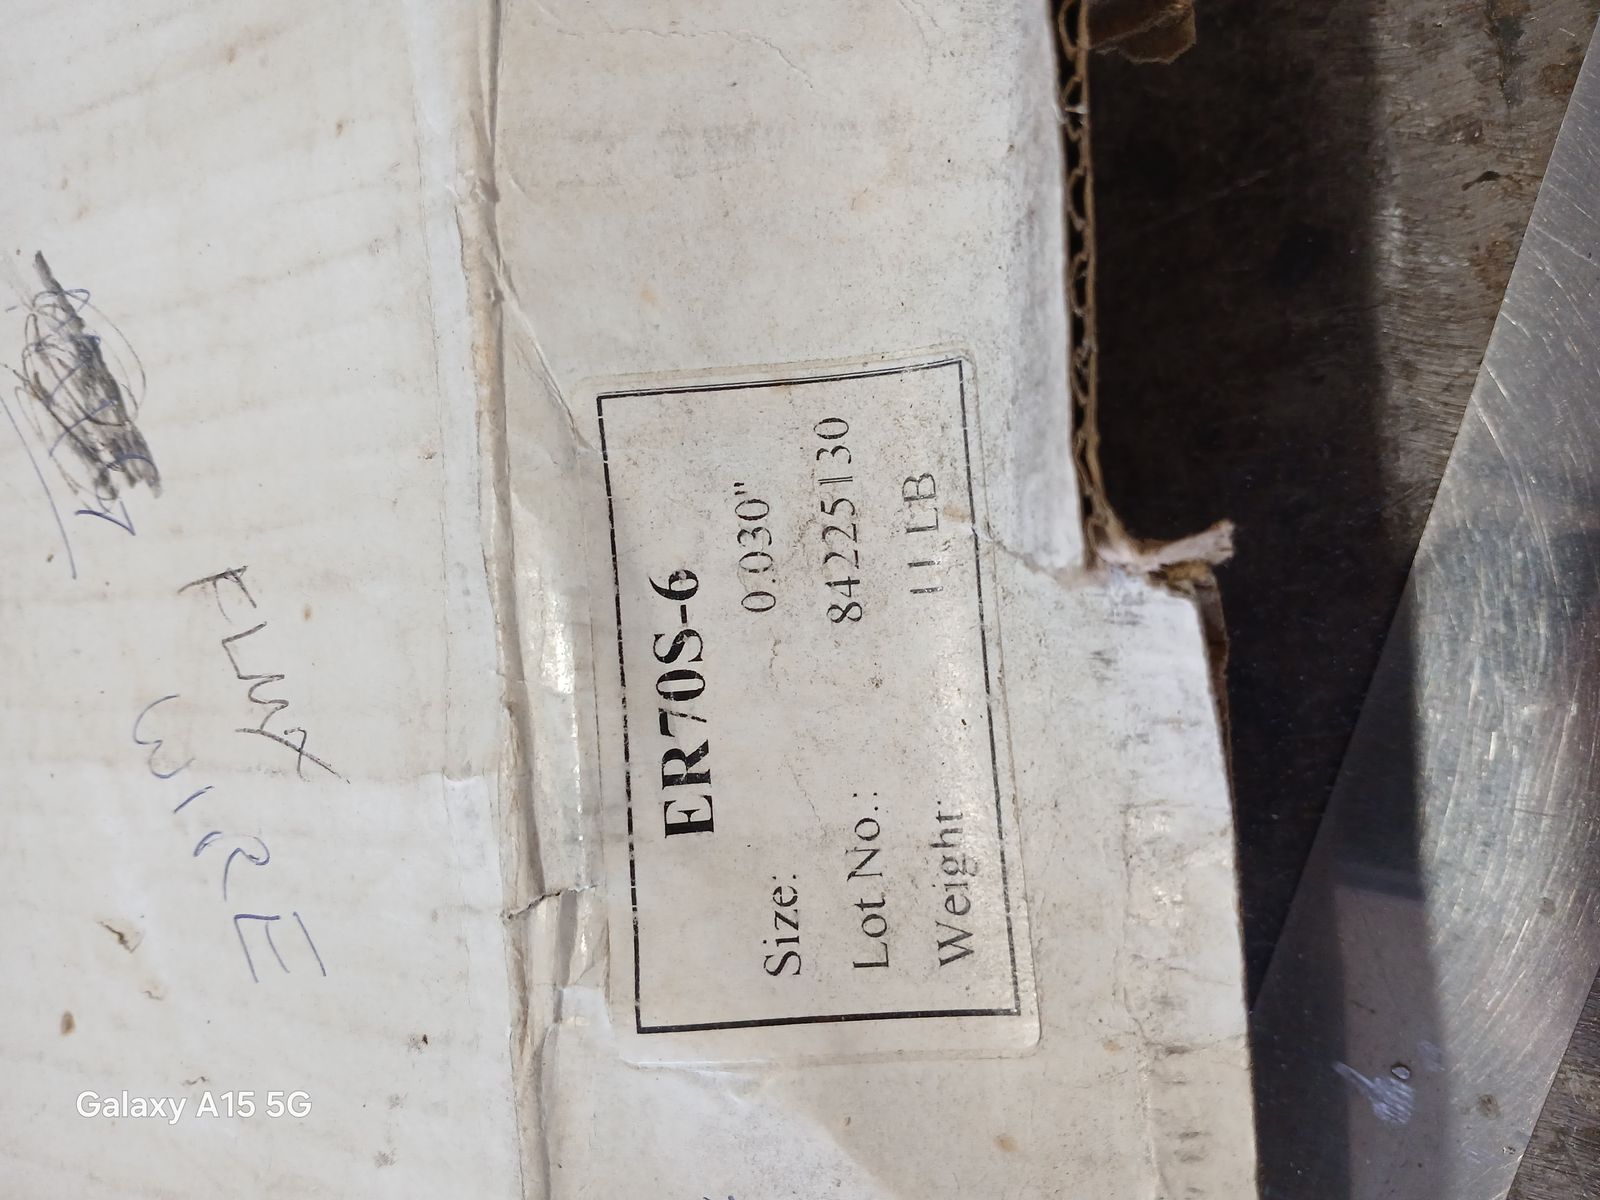 FLUX
WIRE
ER70S-6
Size: 0.030"
Lot No.: 84225130
Weight: 11 LB
Galaxy A15 5G